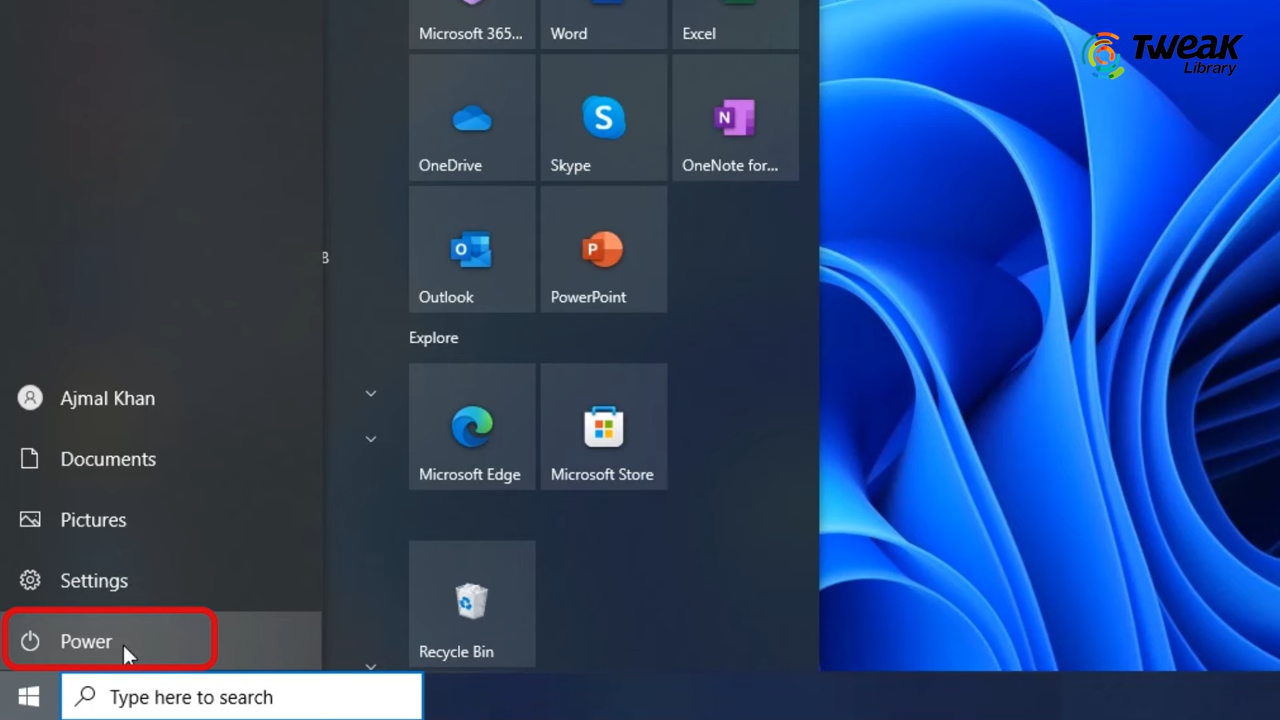 Microsoft 365...
Word
Excel
TWEAK
Library
OneDrive
S
Skype
N
OneNote for...
O
Outlook
P
PowerPoint
8
Explore
Ajmal Khan
Documents
Pictures
Settings
Power
Microsoft Edge
Microsoft Store
Recycle Bin
Type here to search